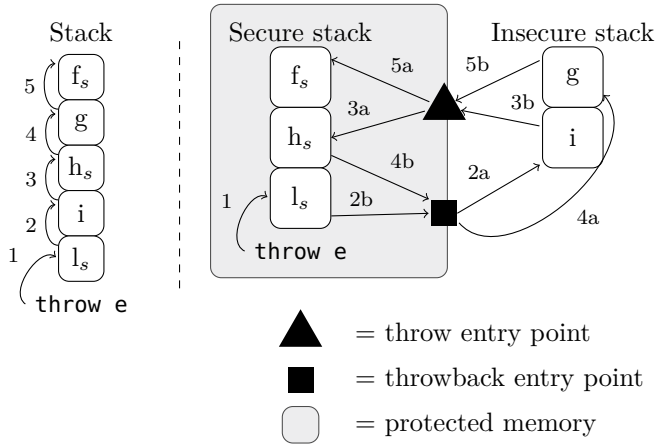 Stack
f_s
g
h_s
i
l_s
5
4
3
2
1
throw e
Secure stack
f_s
h_s
l_s
1
throw e
5a
3a
4b
2b
Insecure stack
g
i
5b
3b
2a
4a
= throw entry point
= throwback entry point
= protected memory